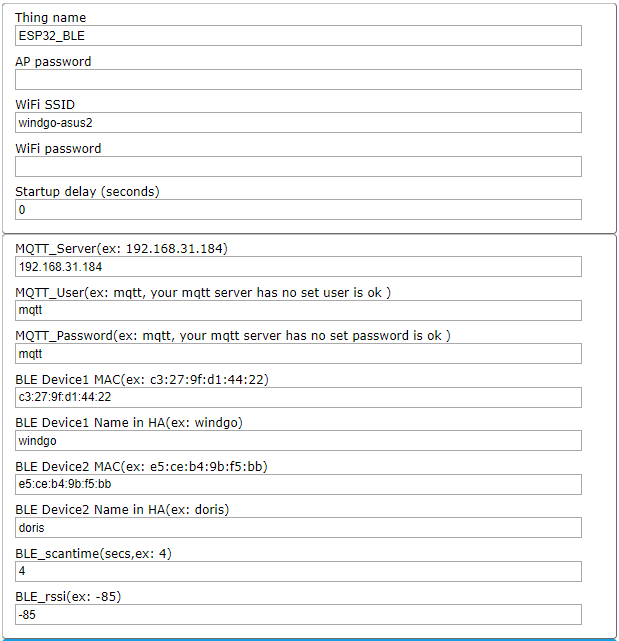 Thing name
ESP32_BLE
AP password
WiFi SSID
windgo-asus2
WiFi password
Startup delay (seconds)
0
MQTT_Server(ex: 192.168.31.184)
192.168.31.184
MQTT_User(ex: mqtt, your mqtt server has no set user is ok )
mqtt
MQTT_Password(ex: mqtt, your mqtt server has no set password is ok )
mqtt
BLE Device1 MAC(ex: c3:27:9f:d1:44:22)
c3:27:9f:d1:44:22
BLE Device1 Name in HA(ex: windgo)
windgo
BLE Device2 MAC(ex: e5:ce:b4:9b:f5:bb)
e5:ce:b4:9b:f5:bb
BLE Device2 Name in HA(ex: doris)
doris
BLE_scantime(secs,ex: 4)
4
BLE_rssi(ex: -85)
-85